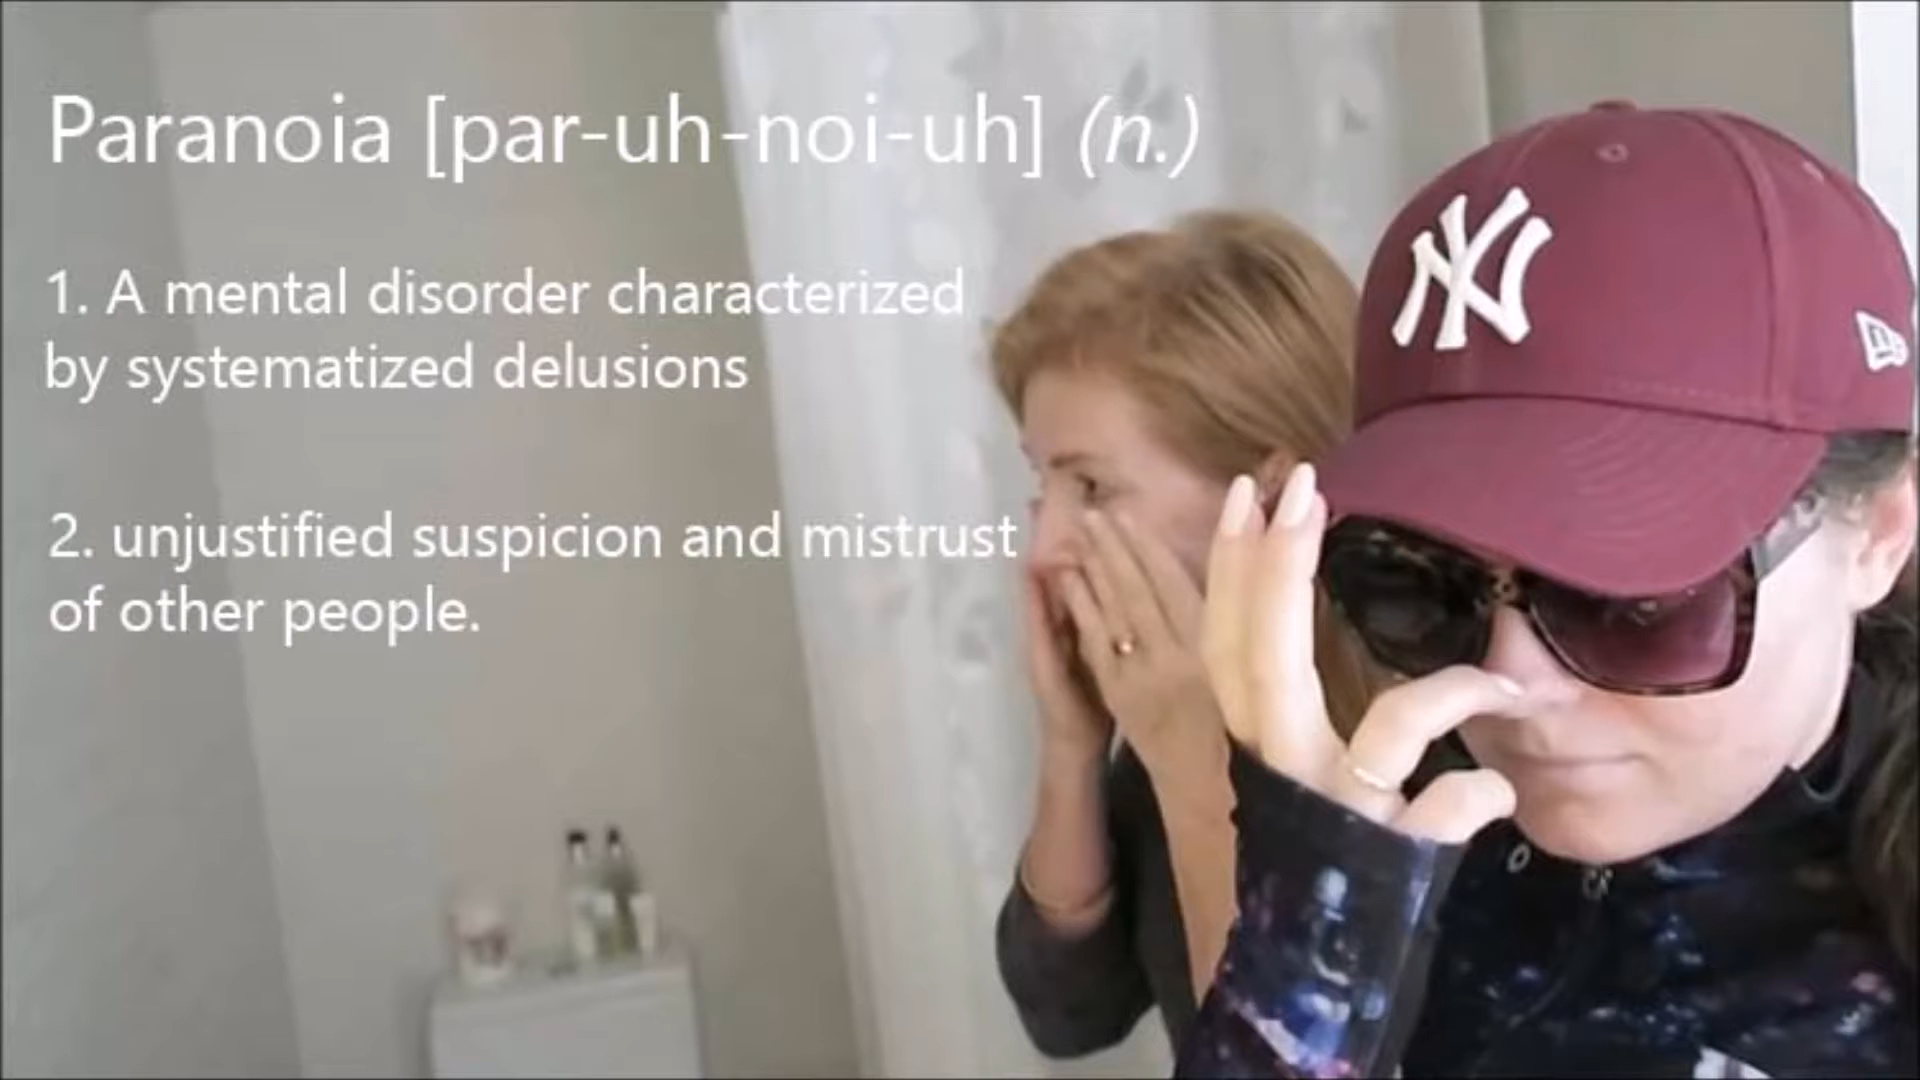 Paranoia [par-uh-noi-uh] (n.)
1. A mental disorder characterized
by systematized delusions
2. unjustified suspicion and mistrust
of other people.
NY